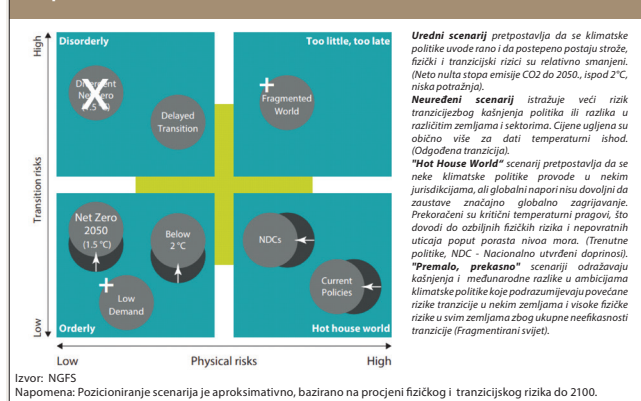 High
Disorderly
Too little, too late
Divergent
Net Zero
(1.5 °C)
X
Delayed
Transition
+
Fragmented
World
Transition risks
Net Zero
2050
(1.5 °C)
Below
2 °C
NDCs
+
Low
Demand
Current
Policies
Low
Orderly
Hot house world
Low
Physical risks
High
Uredni scenarij pretpostavlja da se klimatske
politike uvode rano i da postepeno postaju straže,
fizički i tranzicijski rizici su relativno smanjeni.
(Neto nulta stopa emisije CO2 do 2050., ispod 2°C,
niska potražnja).
Neuređeni scenarij istražuje veći rizik
tranzicijezbog kašnjenja politika ili razlika u
različitim zemljama i sektorima. Cijene ugljena su
obično više za dati temperaturni ishod.
(Odgođena tranzicija).
"Hot House World“ scenarij pretpostavlja da se
neke klimatske politike provode u nekim
jurisdikcijama, ali globalni napori nisu dovoljni da
zaustave značajno globalno zagrijavanje.
Prekoračeni su kritični temperaturni pragovi, što
dovodi do ozbiljnih fizičkih rizika i nepovratnih
uticaja poput porasta nivoa mora. (Trenutne
politike, NDC - Nacionalno utvrđeni doprinosi).
"Premalo, prekasno" scenariji odražavaju
kašnjenja i međunarodne razlike u ambicijama
klimatske politike koje podrazumijevaju povećane
rizike tranzicije u nekim zemljama i visoke fizičke
rizike u svim zemljama zbog ukupne neefikasnosti
tranzicije (Fragmentirani svijet).
Izvor: NGFS
Napomena: Pozicioniranje scenarija je aproksimativno, bazirano na procjeni fizičkog i tranzicijskog rizika do 2100.